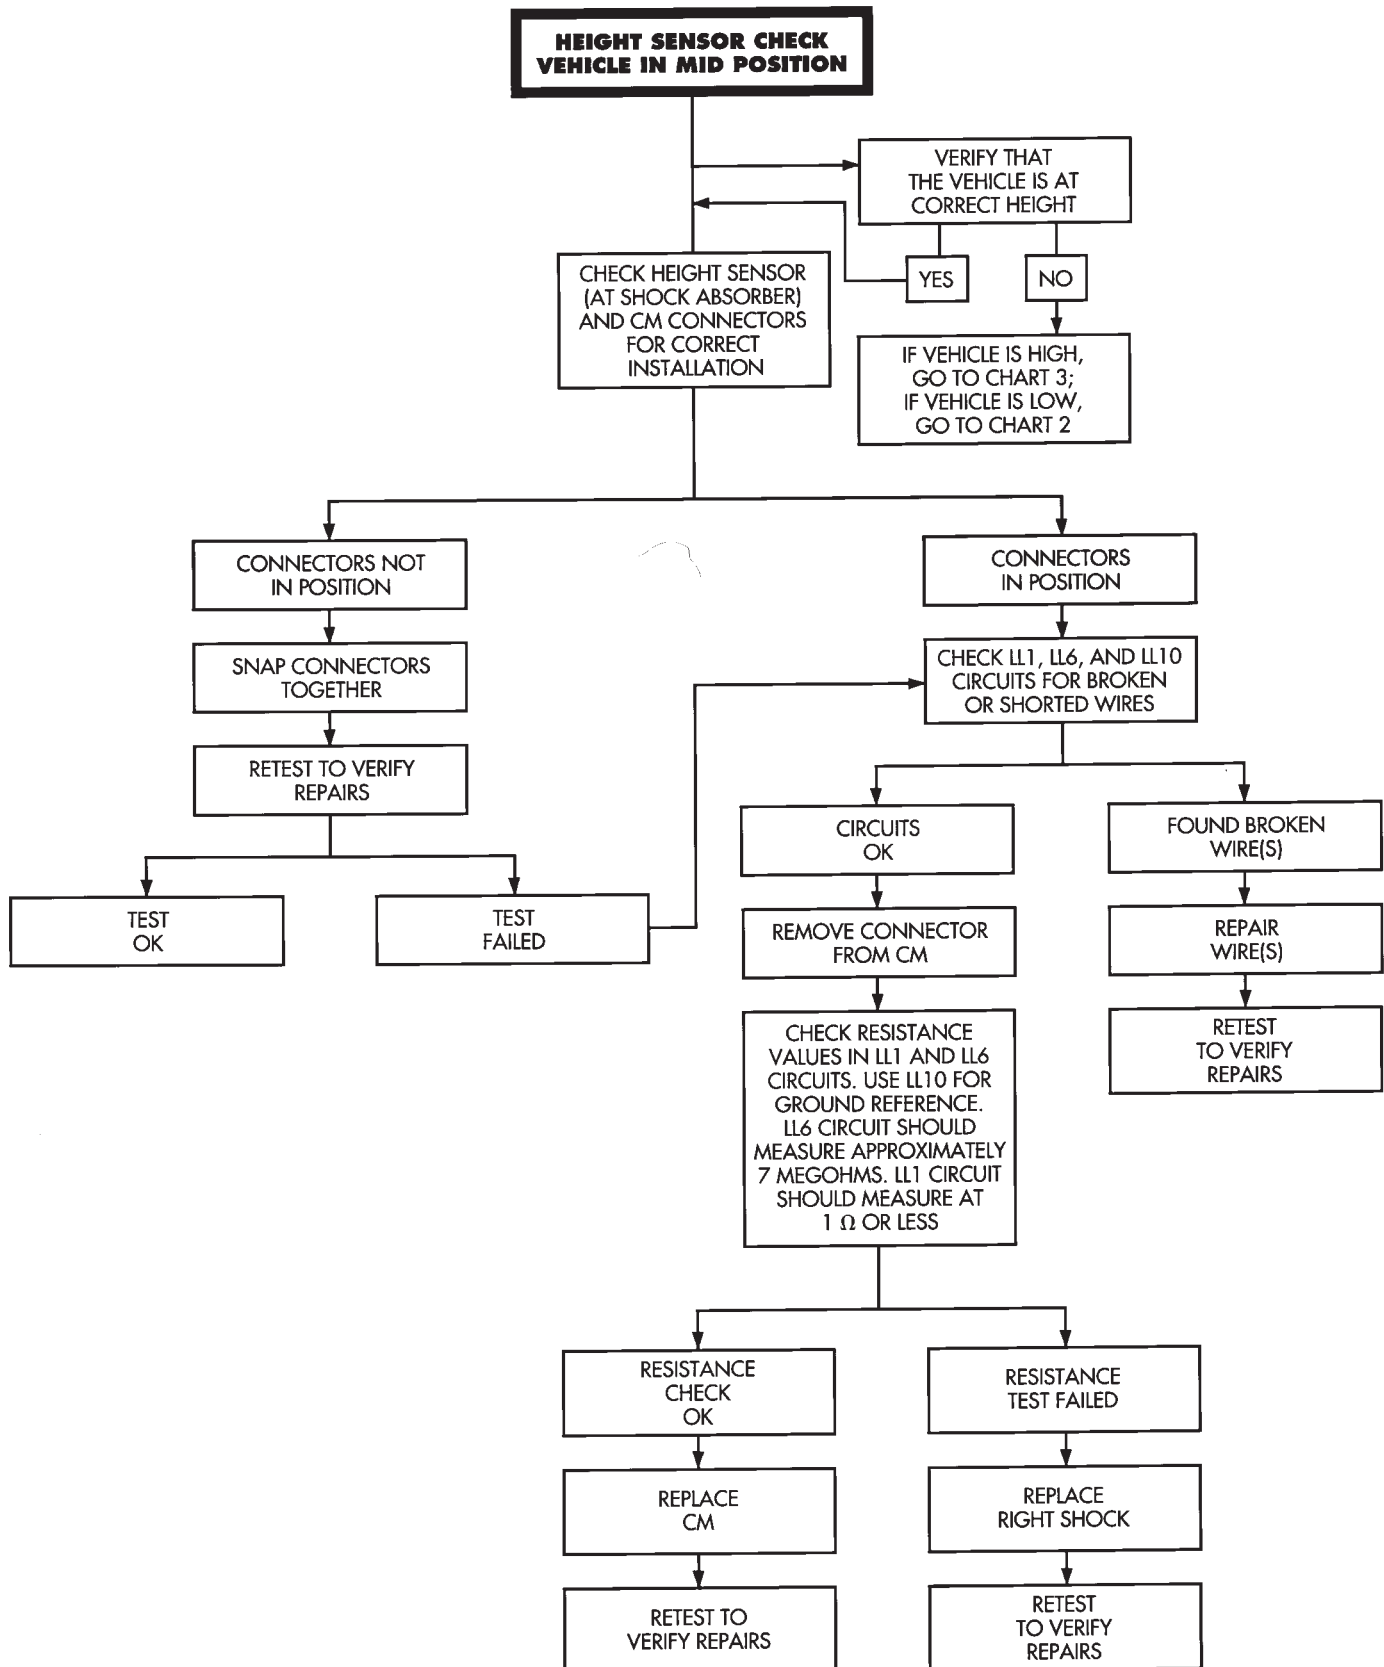 HEIGHT SENSOR CHECK
VEHICLE IN MID POSITION
VERIFY THAT
THE VEHICLE IS AT
CORRECT HEIGHT
YES
NO
CHECK HEIGHT SENSOR
(AT SHOCK ABSORBER)
AND CM CONNECTORS
FOR CORRECT
INSTALLATION
IF VEHICLE IS HIGH,
GO TO CHART 3;
IF VEHICLE IS LOW,
GO TO CHART 2
CONNECTORS NOT
IN POSITION
SNAP CONNECTORS
TOGETHER
RETEST TO VERIFY
REPAIRS
TEST
OK
TEST
FAILED
CONNECTORS
IN POSITION
CHECK LL1, LL6, AND LL10
CIRCUITS FOR BROKEN
OR SHORTED WIRES
CIRCUITS
OK
REMOVE CONNECTOR
FROM CM
CHECK RESISTANCE
VALUES IN LL1 AND LL6
CIRCUITS. USE LL10 FOR
GROUND REFERENCE.
LL6 CIRCUIT SHOULD
MEASURE APPROXIMATELY
7 MEGOHMS. LL1 CIRCUIT
SHOULD MEASURE AT
1 Ω OR LESS
FOUND BROKEN
WIRE(S)
REPAIR
WIRE(S)
RETEST
TO VERIFY
REPAIRS
RESISTANCE
CHECK
OK
REPLACE
CM
RETEST TO
VERIFY REPAIRS
RESISTANCE
TEST FAILED
REPLACE
RIGHT SHOCK
RETEST
TO VERIFY
REPAIRS